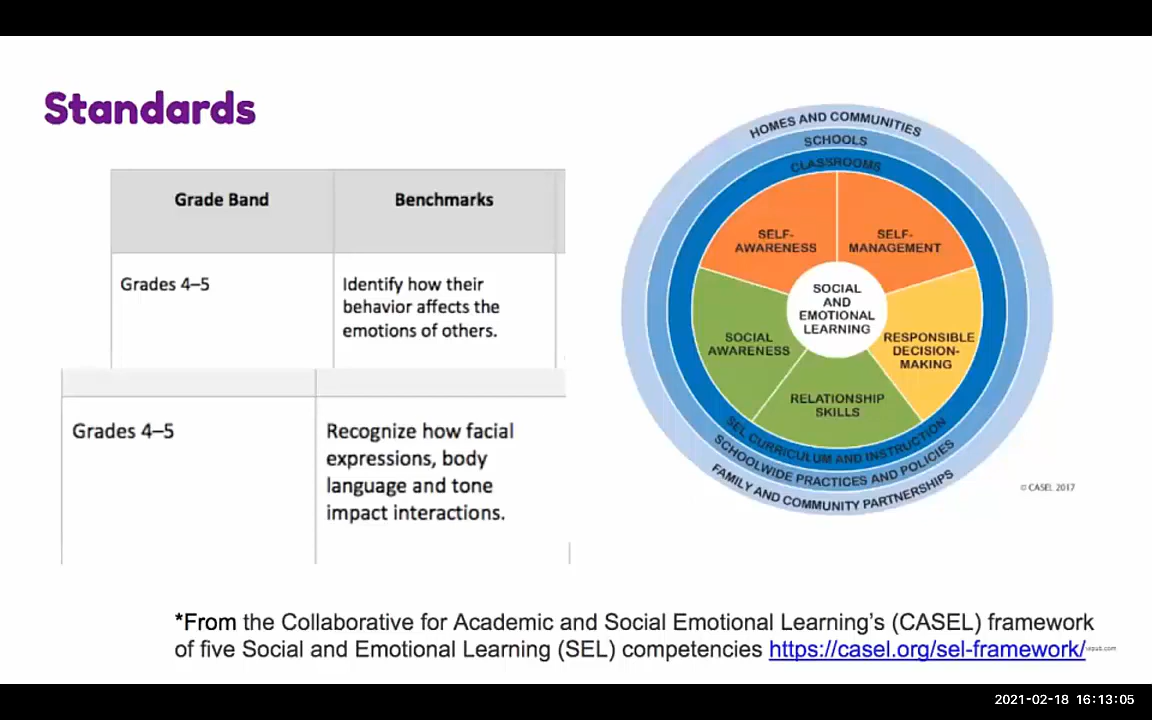 Standards
Grade Band
Benchmarks
Grades 4–5
Identify how their
behavior affects the
emotions of others.
Grades 4–5
Recognize how facial
expressions, body
language and tone
impact interactions.
HOMES AND COMMUNITIES
SCHOOLS
CLASSROOMS
SELF-
AWARENESS
SELF-
MANAGEMENT
SOCIAL
AND
EMOTIONAL
LEARNING
SOCIAL
AWARENESS
RESPONSIBLE
DECISION-
MAKING
RELATIONSHIP
SKILLS
SEL CURRICULUM AND INSTRUCTION
SCHOOLWIDE PRACTICES AND POLICIES
FAMILY AND COMMUNITY PARTNERSHIPS
© CASEL 2017
*From the Collaborative for Academic and Social Emotional Learning’s (CASEL) framework
of five Social and Emotional Learning (SEL) competencies https://casel.org/sel-framework/
2021-02-18 16:13:05